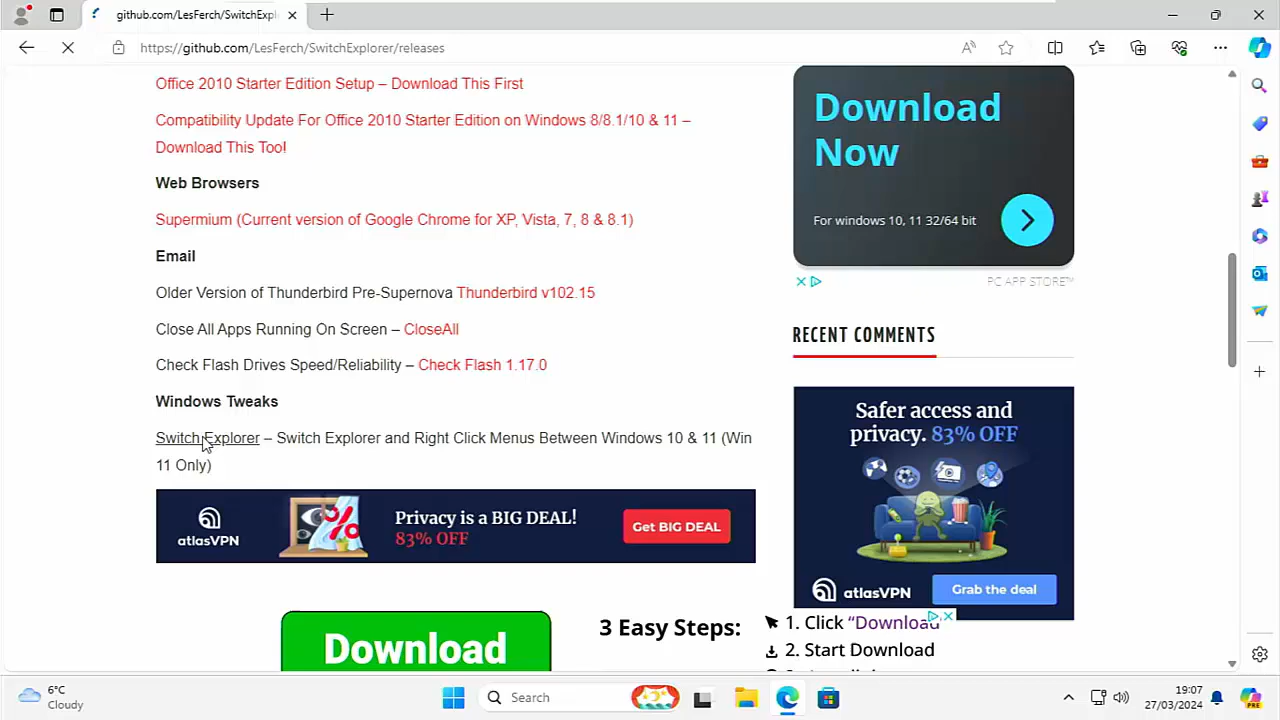 github.com/LesFerch/SwitchExpl
https://github.com/LesFerch/SwitchExplorer/releases
Office 2010 Starter Edition Setup – Download This First
Compatibility Update For Office 2010 Starter Edition on Windows 8/8.1/10 & 11 –
Download This Too!
Web Browsers
Supermium (Current version of Google Chrome for XP, Vista, 7, 8 & 8.1)
Email
Older Version of Thunderbird Pre-Supernova Thunderbird v102.15
Close All Apps Running On Screen – CloseAll
Check Flash Drives Speed/Reliability – Check Flash 1.17.0
Windows Tweaks
Switch Explorer – Switch Explorer and Right Click Menus Between Windows 10 & 11 (Win
11 Only)
atlasVPN
Privacy is a BIG DEAL!
83% OFF
Get BIG DEAL
Download
3 Easy Steps:
1. Click “Download
2. Start Download
Download
Now
For windows 10, 11 32/64 bit
PC APP STORE™
RECENT COMMENTS
Safer access and
privacy. 83% OFF
atlasVPN
Grab the deal
6°C
Cloudy
Search
19:07
27/03/2024
PRE